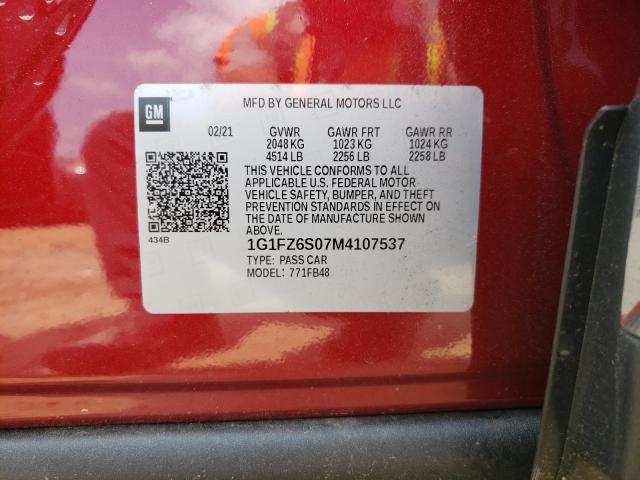 GM
MFD BY GENERAL MOTORS LLC
02/21 GVWR GAWR FRT GAWR RR
2048 KG 1023 KG 1024 KG
4514 LB 2256 LB 2258 LB
THIS VEHICLE CONFORMS TO ALL
APPLICABLE U.S. FEDERAL MOTOR
VEHICLE SAFETY, BUMPER, AND THEFT
PREVENTION STANDARDS IN EFFECT ON
THE DATE OF MANUFACTURE SHOWN
ABOVE.
434B
1G1FZ6S07M4107537
TYPE: PASS CAR
MODEL: 771FB48